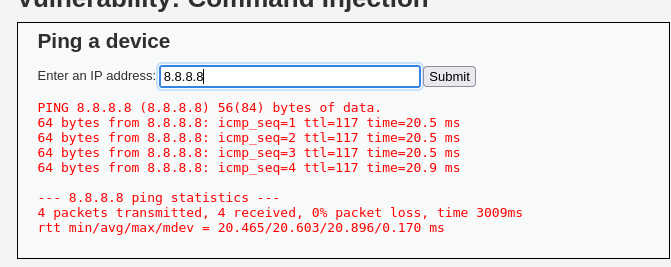 Vulnerability: Command Injection
Ping a device
Enter an IP address: 8.8.8.8 Submit
PING 8.8.8.8 (8.8.8.8) 56(84) bytes of data.
64 bytes from 8.8.8.8: icmp_seq=1 ttl=117 time=20.5 ms
64 bytes from 8.8.8.8: icmp_seq=2 ttl=117 time=20.5 ms
64 bytes from 8.8.8.8: icmp_seq=3 ttl=117 time=20.5 ms
64 bytes from 8.8.8.8: icmp_seq=4 ttl=117 time=20.9 ms
--- 8.8.8.8 ping statistics ---
4 packets transmitted, 4 received, 0% packet loss, time 3009ms
rtt min/avg/max/mdev = 20.465/20.603/20.896/0.170 ms